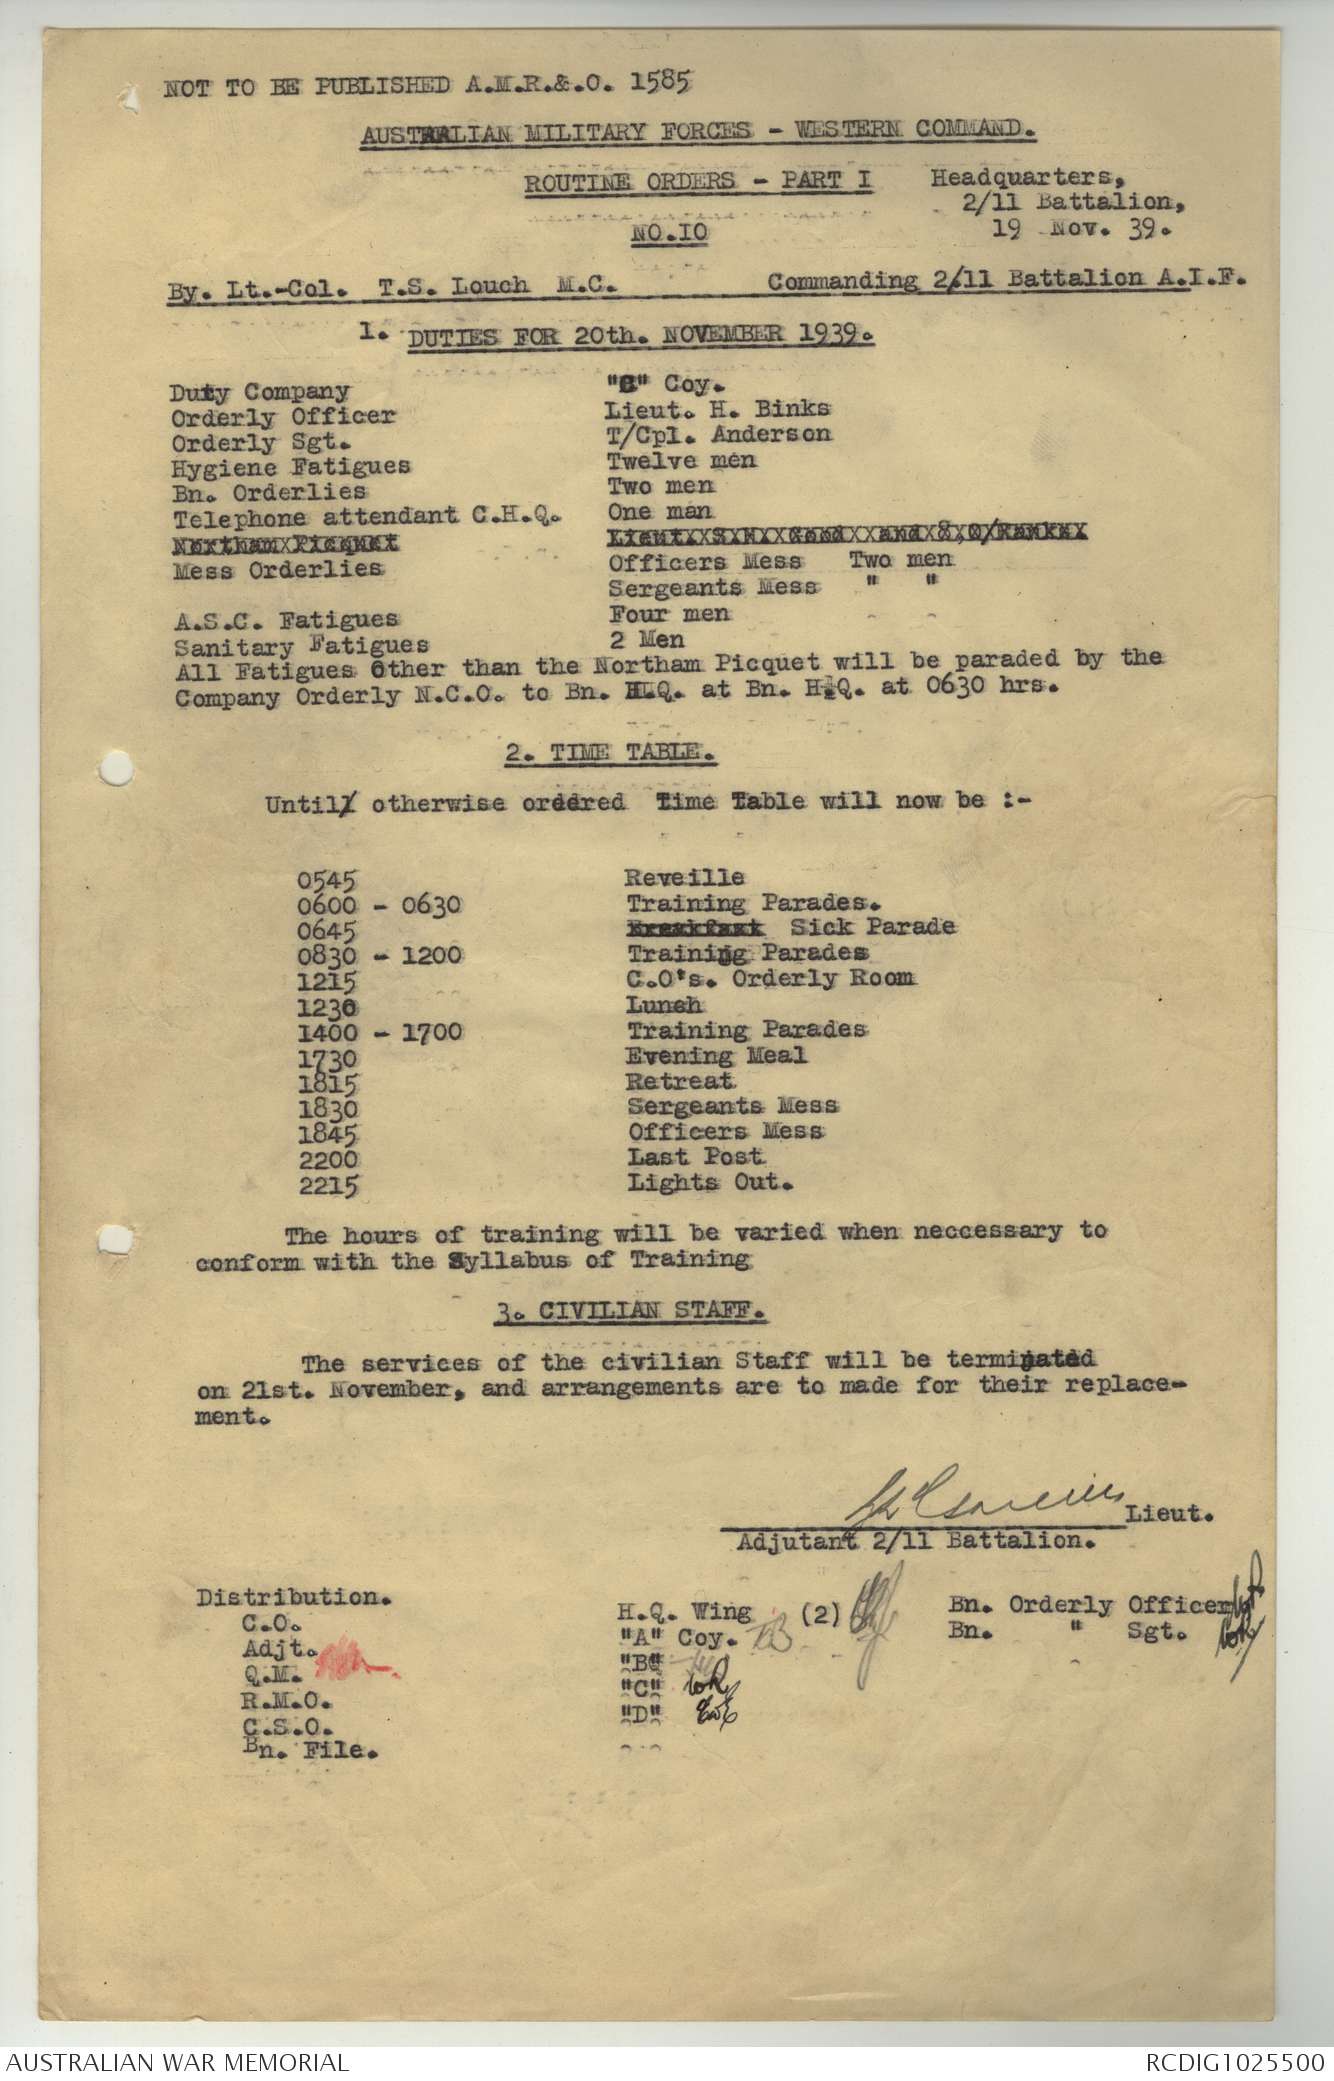 NOT TO BE PUBLISHED A.M.R.&.O. 1585
AUSTRALIAN MILITARY FORCES - WESTERN COMMAND.
ROUTINE ORDERS - PART I
Headquarters,
2/11 Battalion,
19 Nov. 39.
NO.10
By. Lt.-Col. T.S. Louch M.C. Commanding 2/11 Battalion A.I.F.
1. DUTIES FOR 20th. NOVEMBER 1939.
Duty Company "C" Coy.
Orderly Officer Lieut. H. Binks
Orderly Sgt. T/Cpl. Anderson
Hygiene Fatigues Twelve men
Bn. Orderlies Two men
Telephone attendant C.H.Q. One man
Northam Picquet Lieut. S.H. Good and 8 O/Ranks
Mess Orderlies Officers Mess Two men
Sergeants Mess " "
A.S.C. Fatigues Four men
Sanitary Fatigues 2 Men
All Fatigues Other than the Northam Picquet will be paraded by the
Company Orderly N.C.O. to Bn. H.Q. at Bn. H.Q. at 0630 hrs.
2. TIME TABLE.
Until otherwise ordered Time Table will now be :-
0545 Reveille
0600 - 0630 Training Parades.
0645 Breakfast Sick Parade
0830 - 1200 Training Parades
1215 C.O's. Orderly Room
1230 Lunch
1400 - 1700 Training Parades
1730 Evening Meal
1815 Retreat
1830 Sergeants Mess
1845 Officers Mess
2200 Last Post
2215 Lights Out.
The hours of training will be varied when neccessary to
conform with the Syllabus of Training
3. CIVILIAN STAFF.
The services of the civilian Staff will be terminated
on 21st. November, and arrangements are to made for their replace-
ment.
Lieut.
Adjutant 2/11 Battalion.
Distribution.
C.O.
Adjt.
Q.M.
R.M.O.
C.S.O.
Bn. File.
H.Q. Wing (2)
"A" Coy.
"B"
"C"
"D"
Bn. Orderly Officer
Bn. " Sgt.
AUSTRALIAN WAR MEMORIAL RCDIG1025500